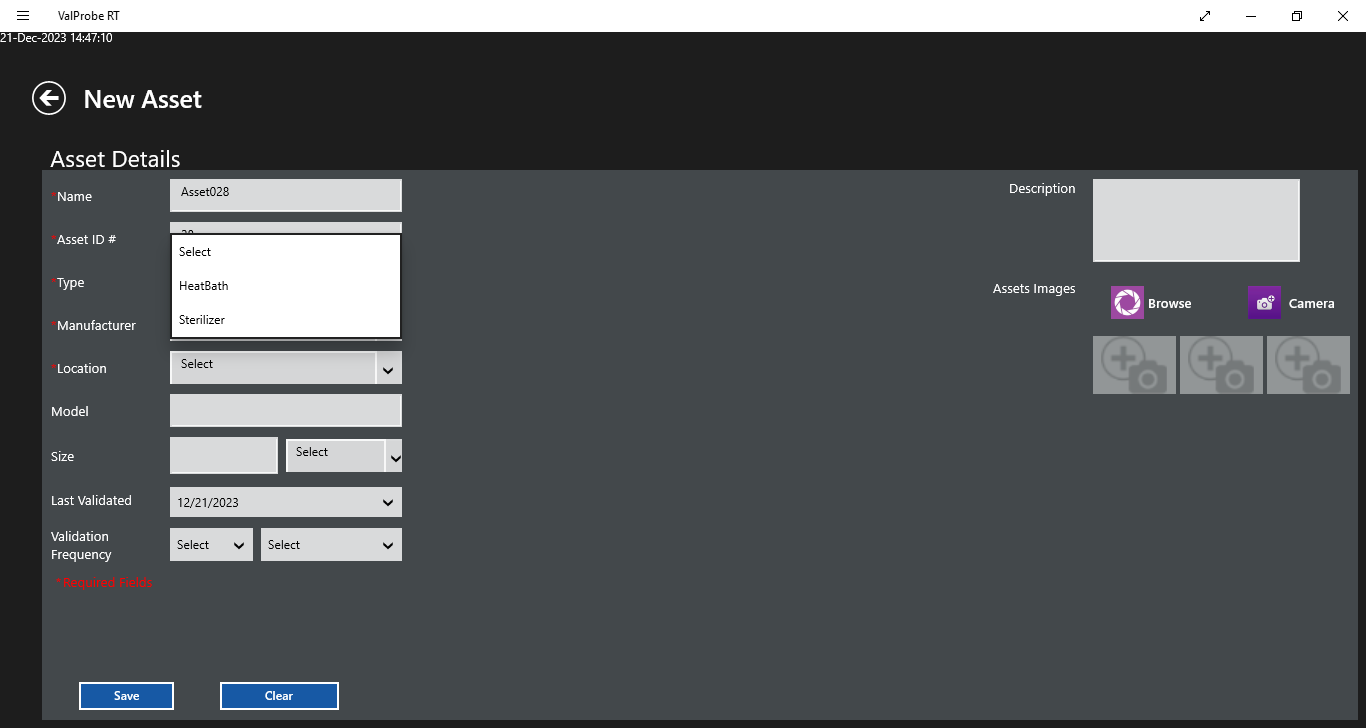 ValProbe RT
21-Dec-2023 14:47:10
New Asset
Asset Details
*Name
Asset028
*Asset ID #
*Type
Select
HeatBath
Sterilizer
*Manufacturer
*Location
Select
Model
Size
Select
Last Validated
12/21/2023
Validation
Frequency
Select
Select
*Required Fields
Description
Assets Images
Browse
Camera
Save
Clear